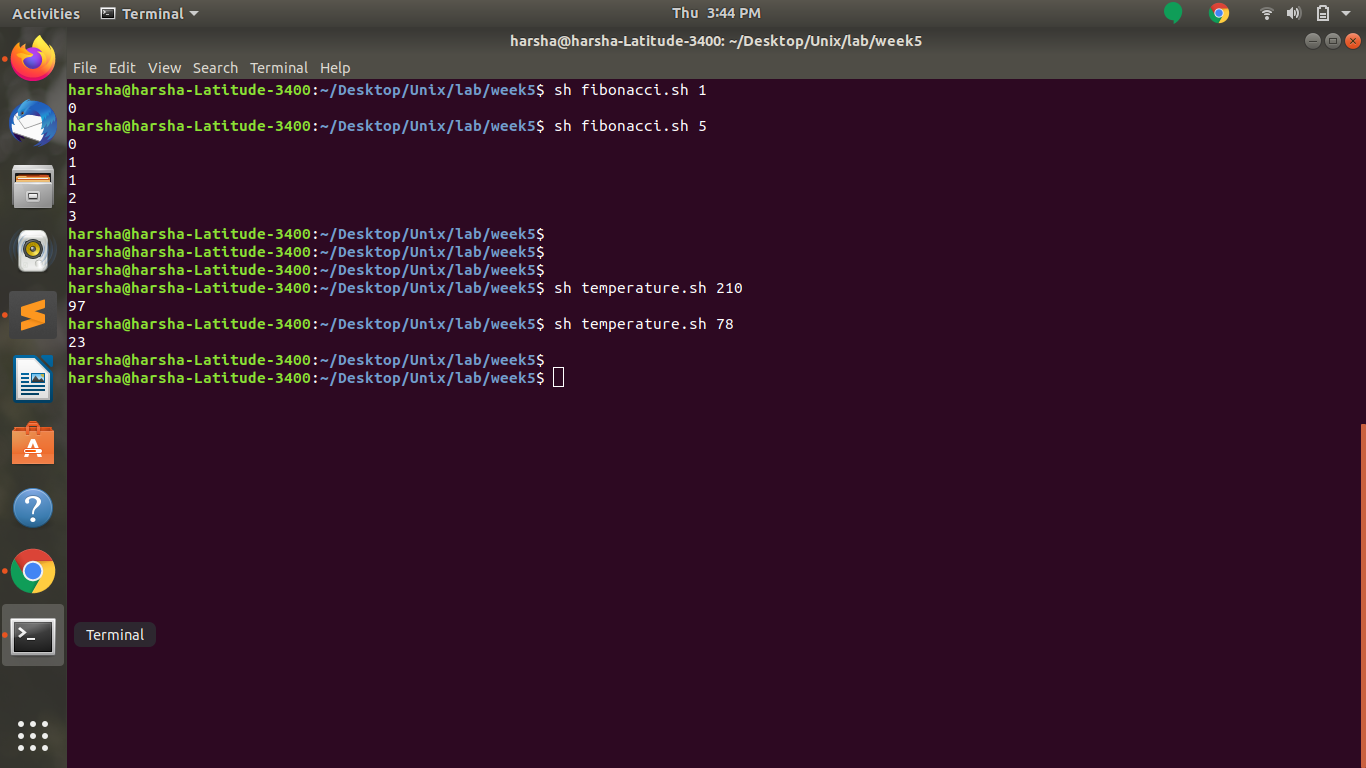 Activities Terminal Thu 3:44 PM
harsha@harsha-Latitude-3400: ~/Desktop/Unix/lab/week5
File Edit View Search Terminal Help
harsha@harsha-Latitude-3400:~/Desktop/Unix/lab/week5$ sh fibonacci.sh 1
0
harsha@harsha-Latitude-3400:~/Desktop/Unix/lab/week5$ sh fibonacci.sh 5
0
1
1
2
3
harsha@harsha-Latitude-3400:~/Desktop/Unix/lab/week5$
harsha@harsha-Latitude-3400:~/Desktop/Unix/lab/week5$
harsha@harsha-Latitude-3400:~/Desktop/Unix/lab/week5$
harsha@harsha-Latitude-3400:~/Desktop/Unix/lab/week5$ sh temperature.sh 210
97
harsha@harsha-Latitude-3400:~/Desktop/Unix/lab/week5$ sh temperature.sh 78
23
harsha@harsha-Latitude-3400:~/Desktop/Unix/lab/week5$
harsha@harsha-Latitude-3400:~/Desktop/Unix/lab/week5$
Terminal